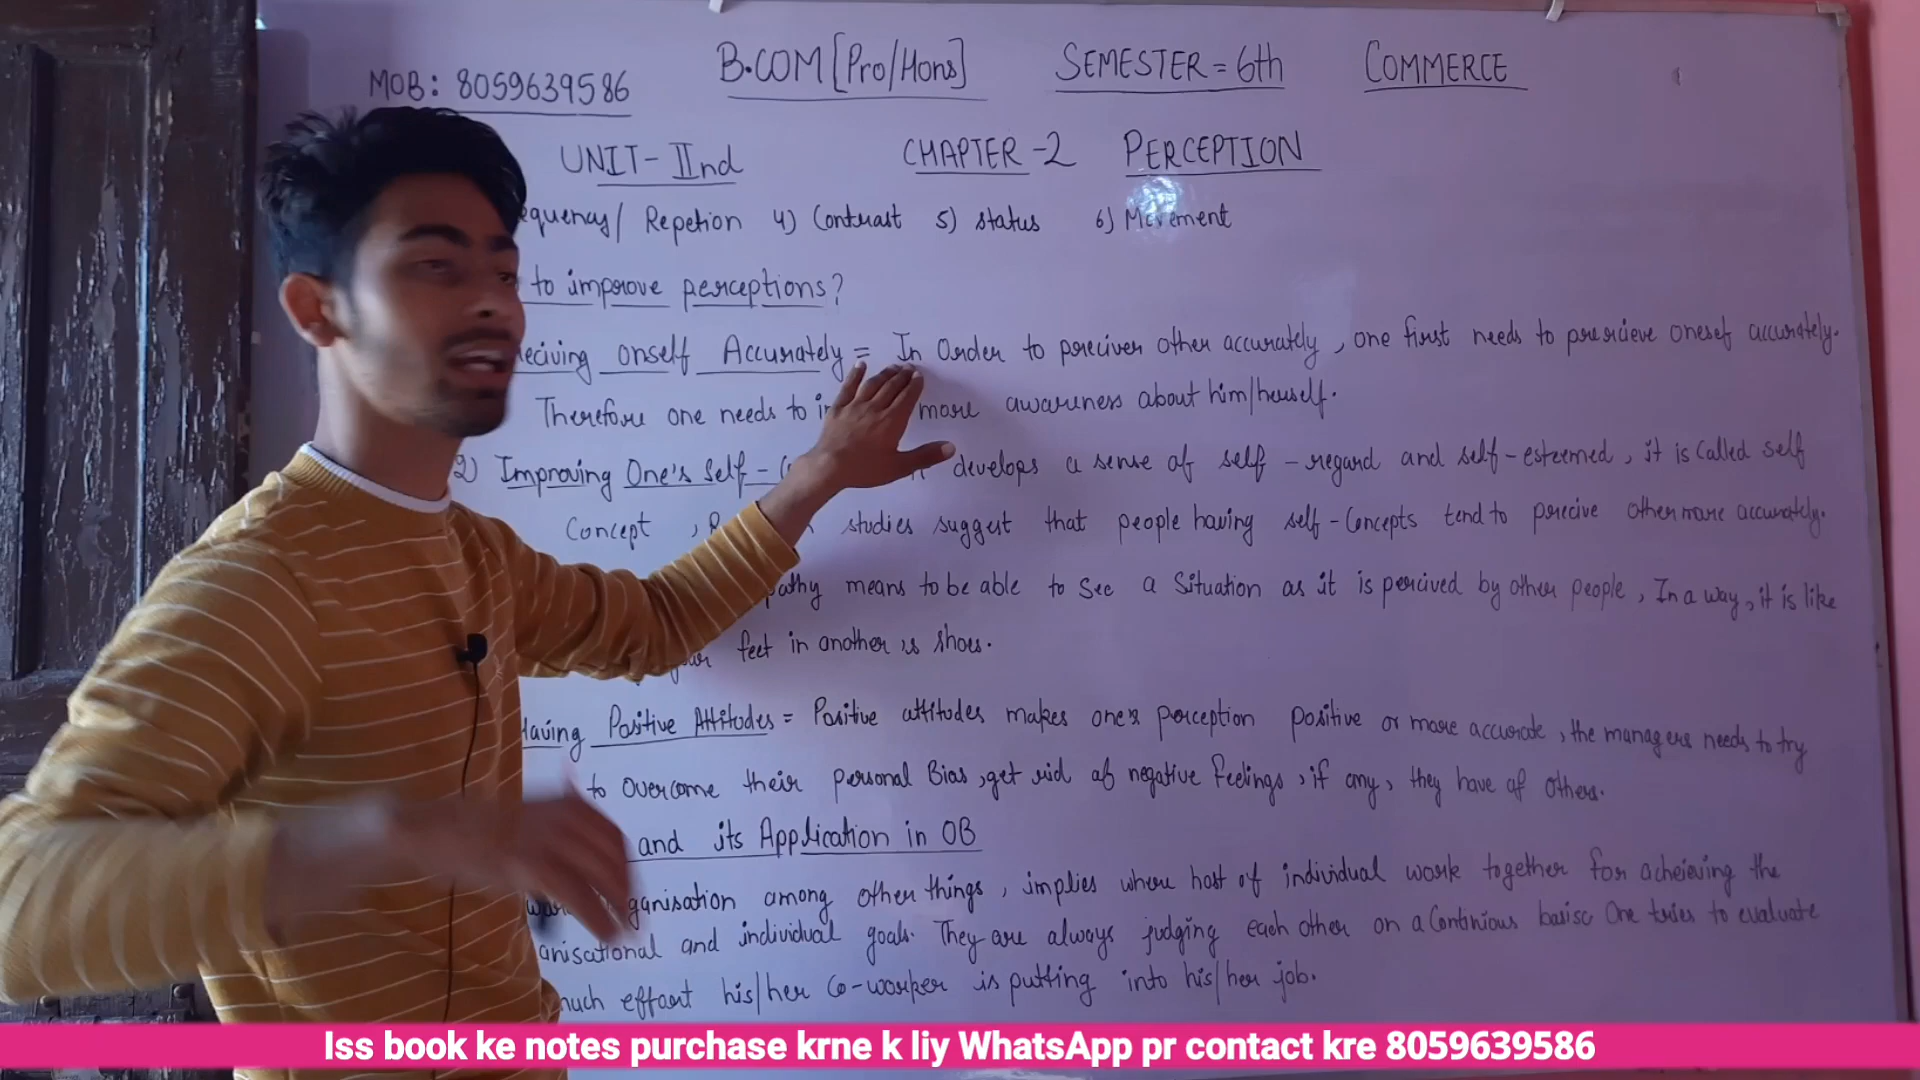 MOB: 8059639586 B.COM [Pro/Hons] SEMESTER = 6th COMMERCE
UNIT-IInd CHAPTER-2 PERCEPTION
equency/ Repetion 4) Contrast 5) status 6) Movement
to improve perceptions?
eciving onself Accurately = In Order to preciver other accurately, one first needs to presrcieve onesef accurately.
Therefore one needs to more awareness about him/herself.
2) Improving One's Self- develops a sense of self-regard and self-esteemed, it is called self
Concept, studies suggest that people having self-Concepts tend to precive other more accurately.
pathy means to be able to See a Situation as it is percived by other people, In a way, it is like
feet in another is shoes.
Having Positive Attitudes = Positive attitudes makes one's perception positive or more accurate, the managers needs to try
to overcome their personal Bias, get rid of negative feelings, if any, they have of others.
and its Application in OB
ganisation among other things, implies where host of individual work together for acheieving the
anisational and individual goals. They are always judging each other on a Continious basisc One tries to evaluate
much effort his/her Co-worker is putting into his/her job.
Iss book ke notes purchase krne k liy WhatsApp pr contact kre 8059639586